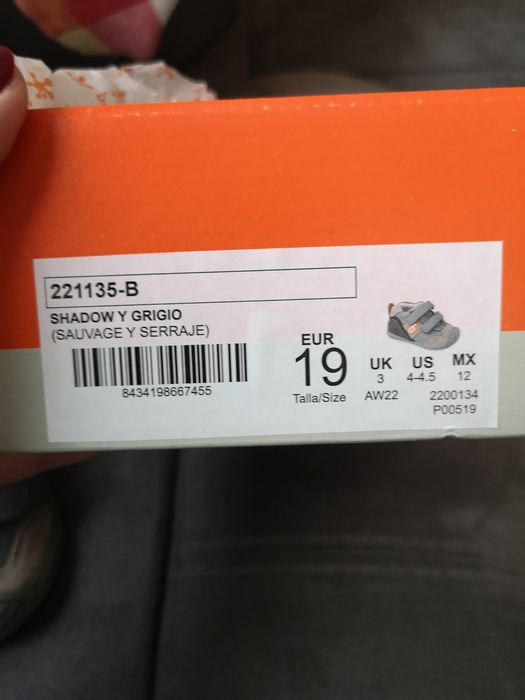 221135-B
SHADOW Y GRIGIO
(SAUVAGE Y SERRAJE)
8434198667455
EUR
19
Talla/Size
UK
3
US
4-4.5
MX
12
AW22
2200134
P00519